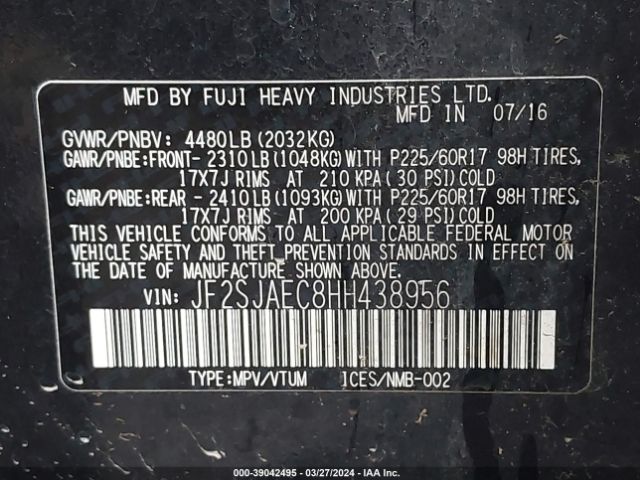 MFD BY FUJI HEAVY INDUSTRIES LTD.
MFD IN 07/16
GVWR/PNBV: 4480LB(2032KG)
GAWR/PNBE:FRONT- 2310LB(1048KG)WITH P225/60R17 98H TIRES,
17X7J RIMS AT 210 KPA(30 PSI)COLD
GAWR/PNBE:REAR - 2410LB(1093KG)WITH P225/60R17 98H TIRES,
17X7J RIMS AT 200 KPA(29 PSI)COLD
THIS VEHICLE CONFORMS TO ALL APPLICABLE FEDERAL MOTOR
VEHICLE SAFETY AND THEFT PREVENTION STANDARDS IN EFFECT ON
THE DATE OF MANUFACTURE SHOWN ABOVE.
VIN: JF2SJAEC8HH438956
TYPE:MPV/VTUM ICES/NMB-002
000-39042495 — 03/27/2024 — IAA Inc.